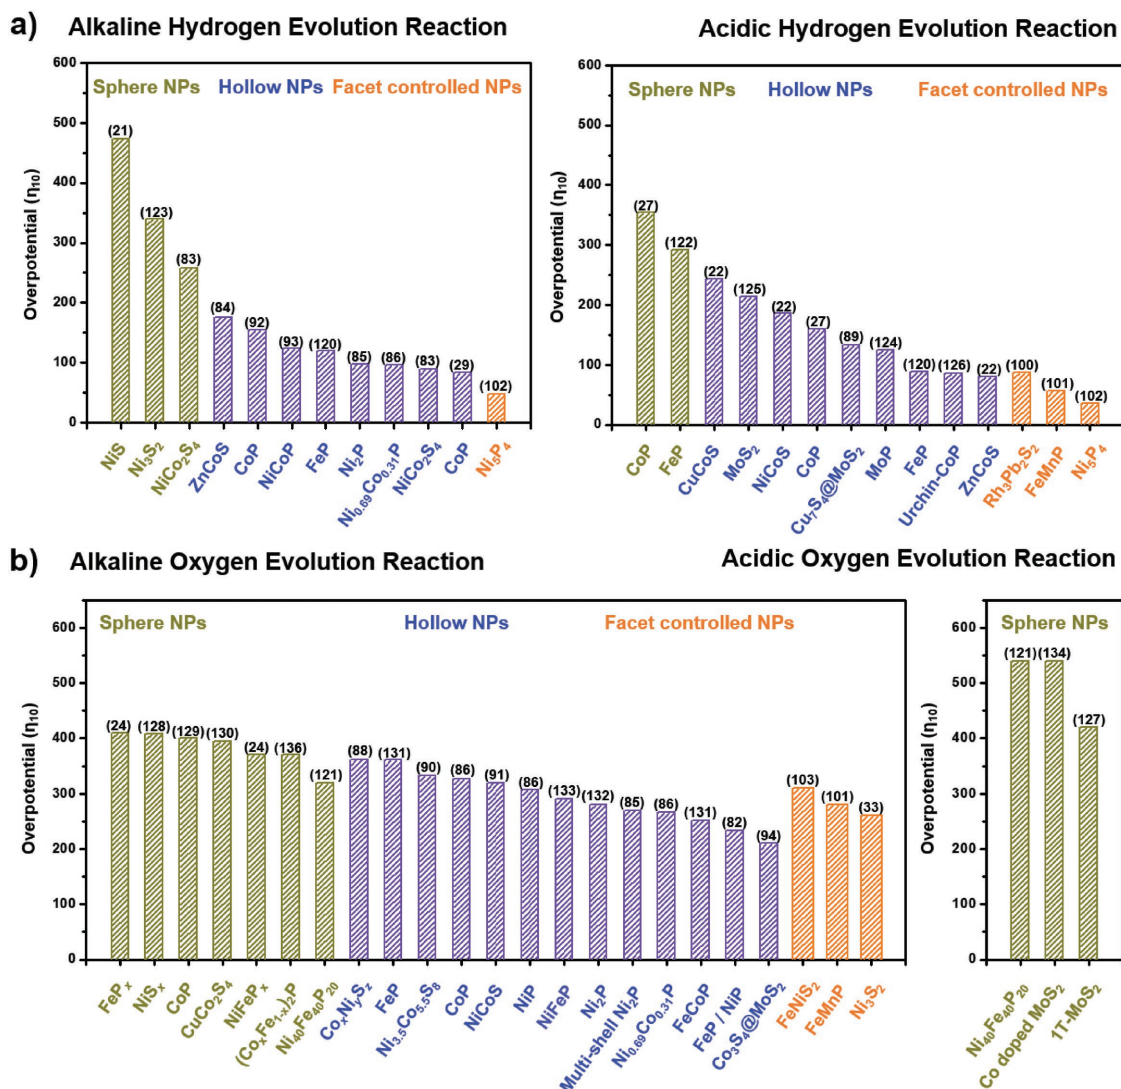 a) Alkaline Hydrogen Evolution Reaction
Overpotential (η₁₀)
600
500
400
300
200
100
0
Sphere NPs
Hollow NPs
Facet controlled NPs
(21)
(123)
(83)
(84)
(92)
(93)
(120)
(85)
(86)
(83)
(29)
(102)
NiS
Ni₃S₂
NiCo₂S₄
ZnCoS
CoP
NiCoP
FeP
Ni₂P
Ni₀.₆₉Co₀.₃₁P
NiCo₂S₄
CoP
Ni₅P₄
Acidic Hydrogen Evolution Reaction
Overpotential (η₁₀)
600
500
400
300
200
100
0
Sphere NPs
Hollow NPs
Facet controlled NPs
(27)
(122)
(22)
(125)
(22)
(27)
(89)
(124)
(120)
(126)
(22)
(100)
(101)
(102)
CoP
FeP
CuCoS
MoS₂
NiCoS
CoP
Cu₇S₄@MoS₂
MoP
FeP
Urchin-CoP
ZnCoS
Rh₃Pb₂S₂
FeMnP
Ni₅P₄
b) Alkaline Oxygen Evolution Reaction
Overpotential (η₁₀)
600
500
400
300
200
100
0
Sphere NPs
Hollow NPs
Facet controlled NPs
(24)
(128)
(129)
(130)
(24)
(136)
(121)
(88)
(131)
(90)
(86)
(91)
(86)
(133)
(132)
(85)
(86)
(131)
(82)
(94)
(103)
(101)
(33)
FePₓ
NiSₓ
CoP
CuCo₂S₄
NiFePₓ
(CoₓFe₁₋ₓ)₂P
Ni₄₀Fe₄₀P₂₀
CoₓNiᵧS𝓏
FeP
Ni₃.₅Co₅.₅S₈
CoP
NiCoS
NiP
NiFeP
Ni₂P
Multi-shell Ni₂P
Ni₀.₆₉Co₀.₃₁P
FeCoP
FeP / NiP
Co₃S₄@MoS₂
FeNiS₂
FeMnP
Ni₃S₂
Acidic Oxygen Evolution Reaction
Overpotential (η₁₀)
600
500
400
300
200
100
0
Sphere NPs
(121)
(134)
(127)
Ni₄₀Fe₄₀P₂₀
Co doped MoS₂
1T-MoS₂